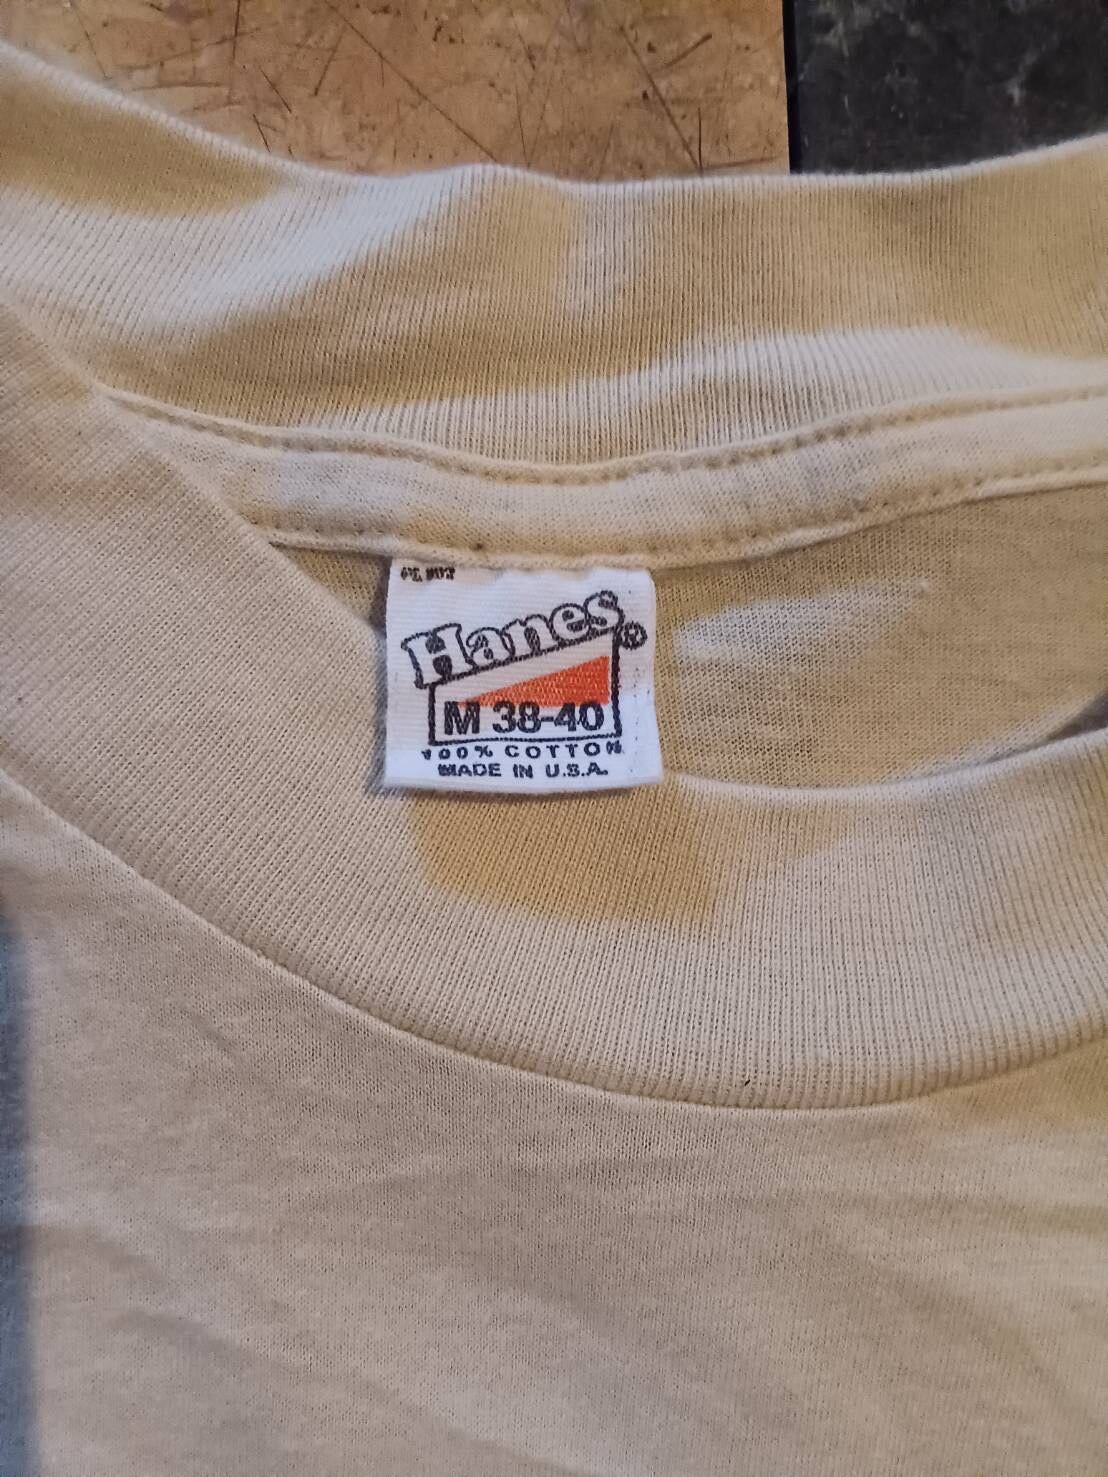 Hanes®
M 38-40
100% COTTON
MADE IN U.S.A.